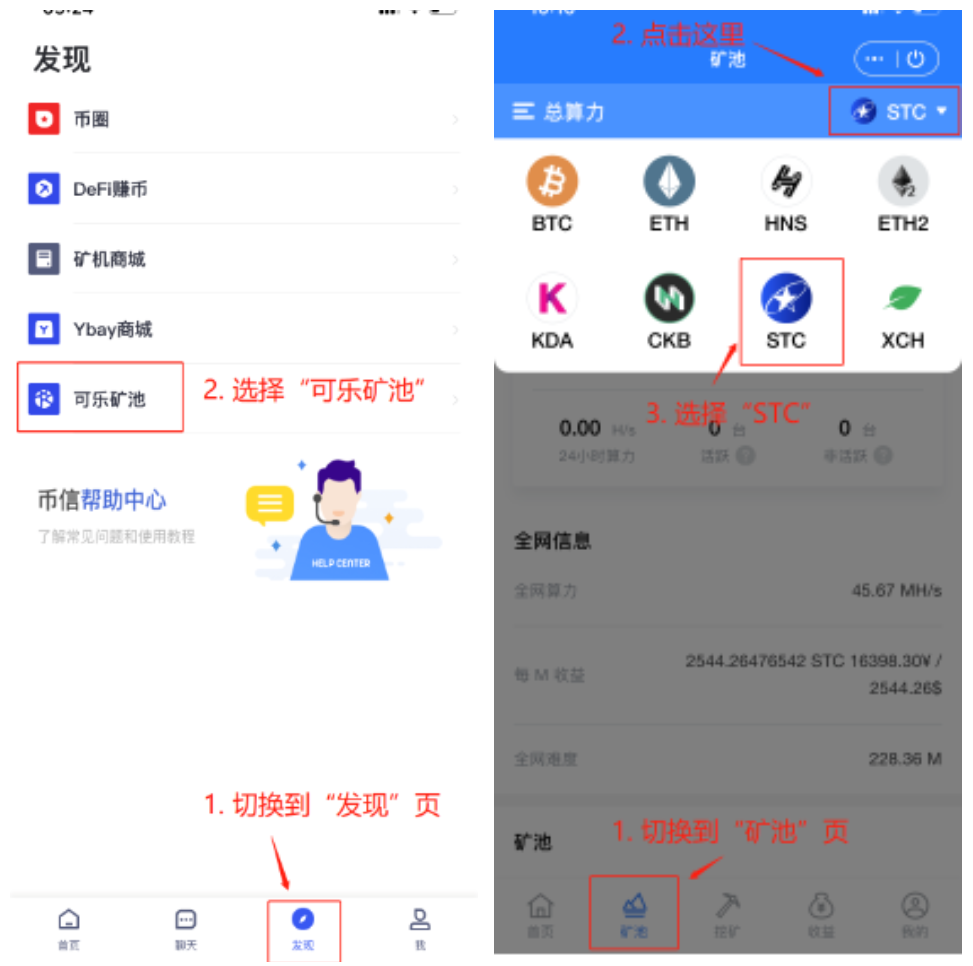 发现
币圈
DeFi赚币
矿机商城
Ybay商城
可乐矿池
2. 选择“可乐矿池”
币信帮助中心
了解常见问题和使用教程
HELP CENTER
1. 切换到“发现”页
首页
聊天
发现
我
2. 点击这里
矿池
总算力
STC
BTC
ETH
HNS
ETH2
KDA
CKB
STC
XCH
3. 选择“STC”
0.00 H/s
0 台
0 台
24小时算力
活跃
非活跃
全网信息
全网算力
45.67 MH/s
每 M 收益
2544.26476542 STC 16398.30¥ /
2544.26$
全网难度
228.36 M
矿池
1. 切换到“矿池”页
首页
矿池
挖矿
收益
我的